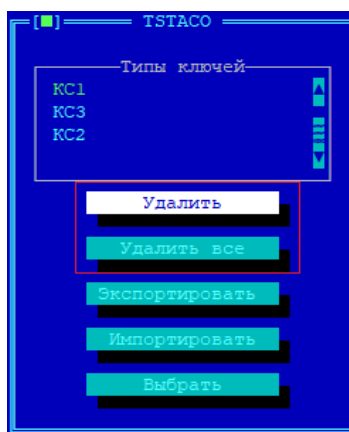 TSTACO
Типы ключей
КС1
КС3
КС2
Удалить
Удалить все
Экспортировать
Импортировать
Выбрать